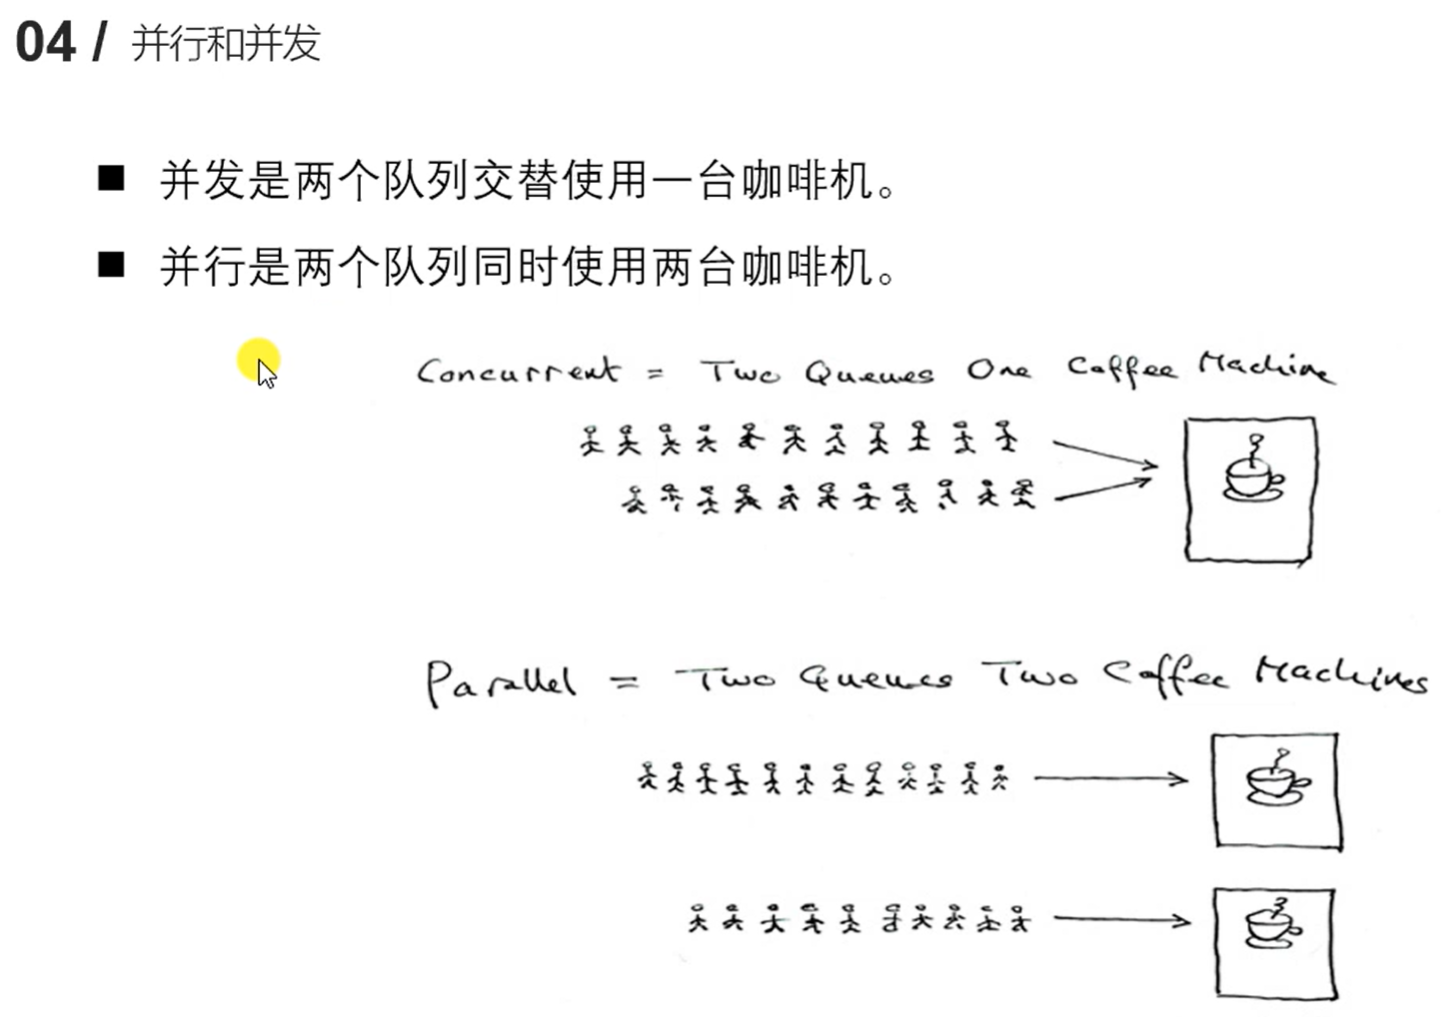 04 / 并行和并发
■ 并发是两个队列交替使用一台咖啡机。
■ 并行是两个队列同时使用两台咖啡机。
Concurrent = Two Queues One Coffee Machine
Parallel = Two Queues Two Coffee Machines